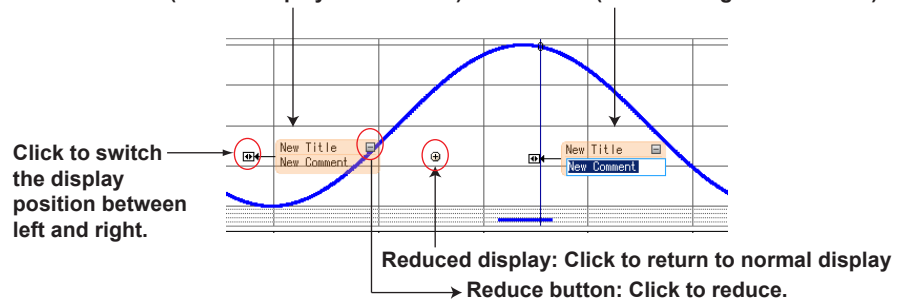 New Title
New Comment
New Title
New Comment
Click to switch
the display
position between
left and right.
Reduced display: Click to return to normal display
Reduce button: Click to reduce.